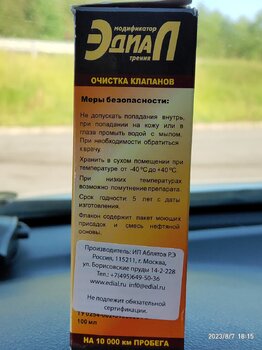 модификатор
ЭДИАЛ
трения
ОЧИСТКА КЛАПАНОВ
Меры безопасности:
Не допускать попадания внутрь,
при попадании на кожу или в
глаза промыть водой с мылом.
При необходимости обратиться
к врачу.
Хранить в сухом помещении при
температуре от -40°С до +40°С.
При низких температурах
возможно помутнение препарата.
Срок годности 5 лет с даты
изготовления.
Флакон содержит пакет моющих
присадок и смесь нефтяной
основы.
Производитель: ИП Аблятов Р.Э
Россия, 115211, г. Москва,
ул. Борисовские пруды 14-2-228
Тел.: +7(495)649-50-36
www.edial.ru inf0@edial.ru
Не подлежит обязательной
сертификации.
100 мл
НА 10 000 км ПРОБЕГА
2023/8/7 18:15